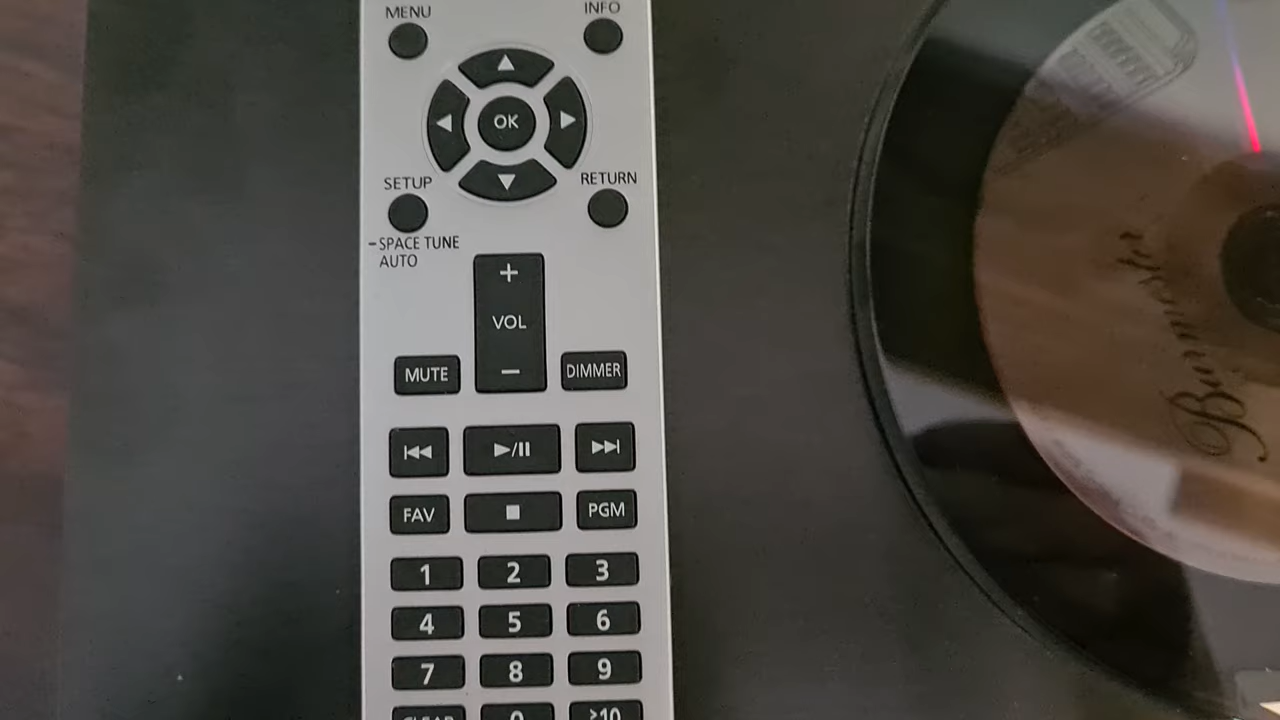 MENU INFO
▲
◀ OK ▶
▼
SETUP RETURN
-SPACE TUNE
AUTO
+
VOL
−
MUTE DIMMER
⏮ ▶/⏸ ⏭
FAV ■ PGM
1 2 3
4 5 6
7 8 9
CLEAR 0 ≥10
Burmester